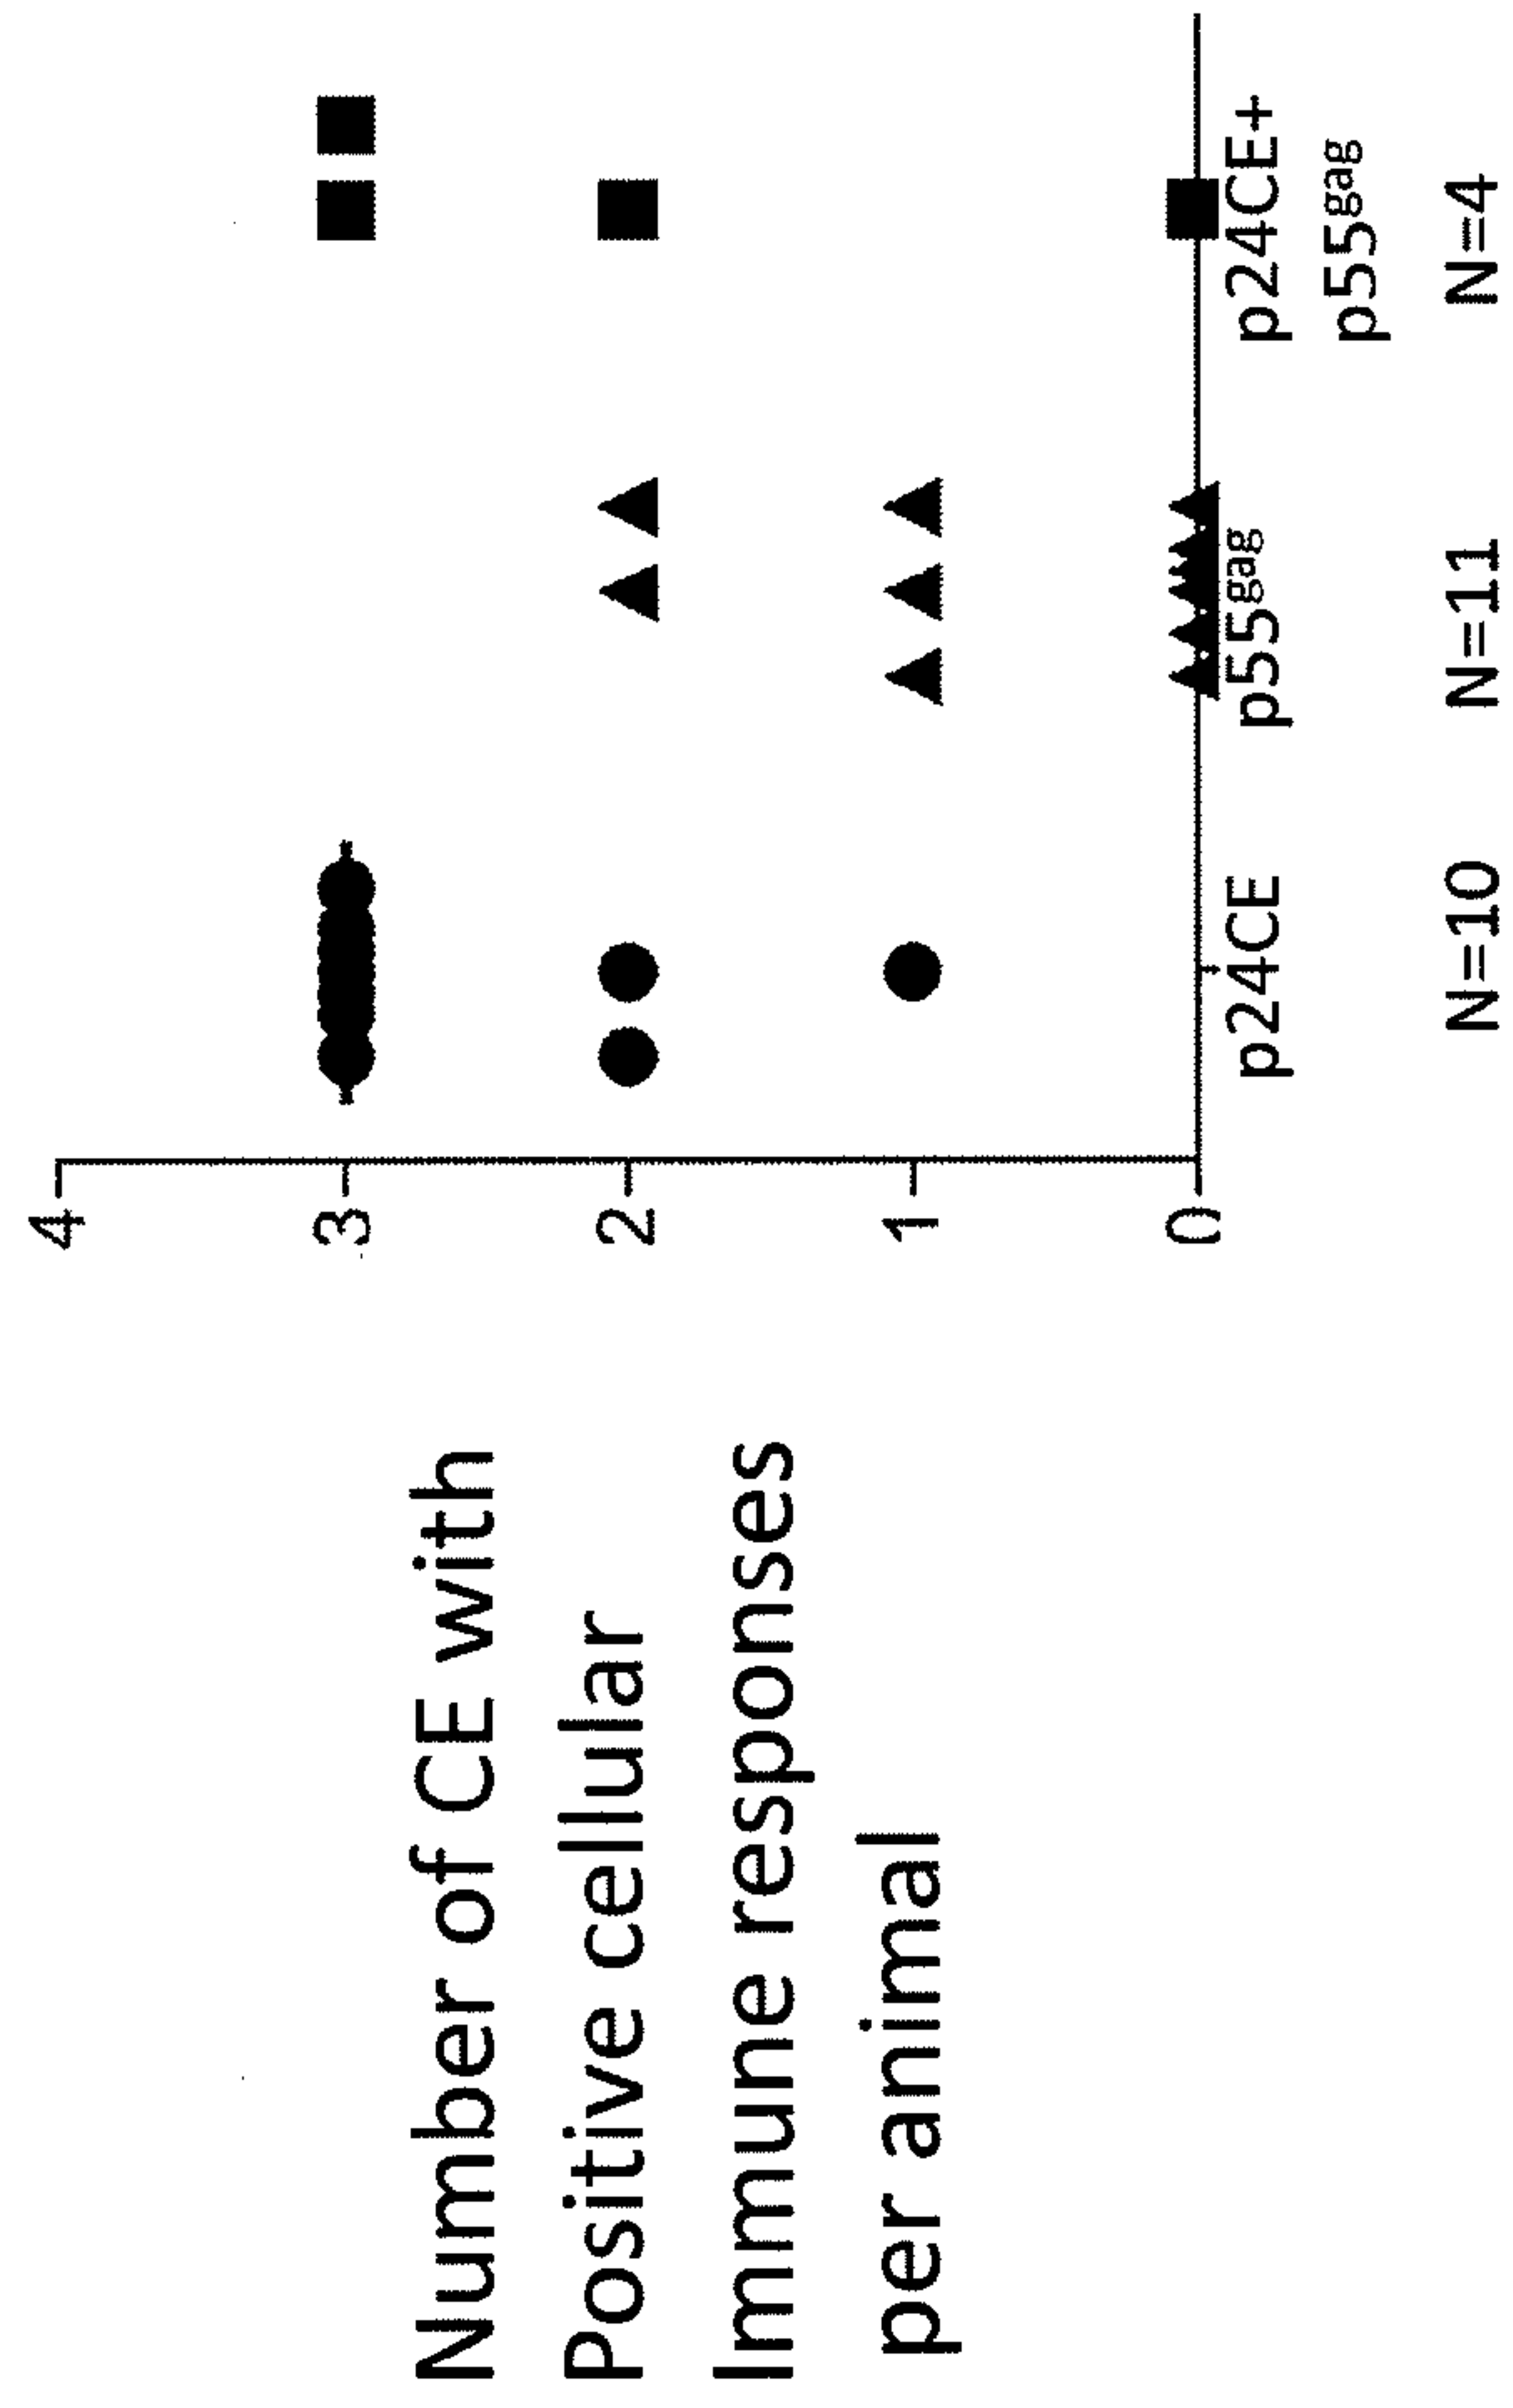 Number of CE with
Positive cellular
Immune responses
per animal
4
3
2
1
0
p24CE p55gag p24CE+
p55gag
N=10 N=11 N=4